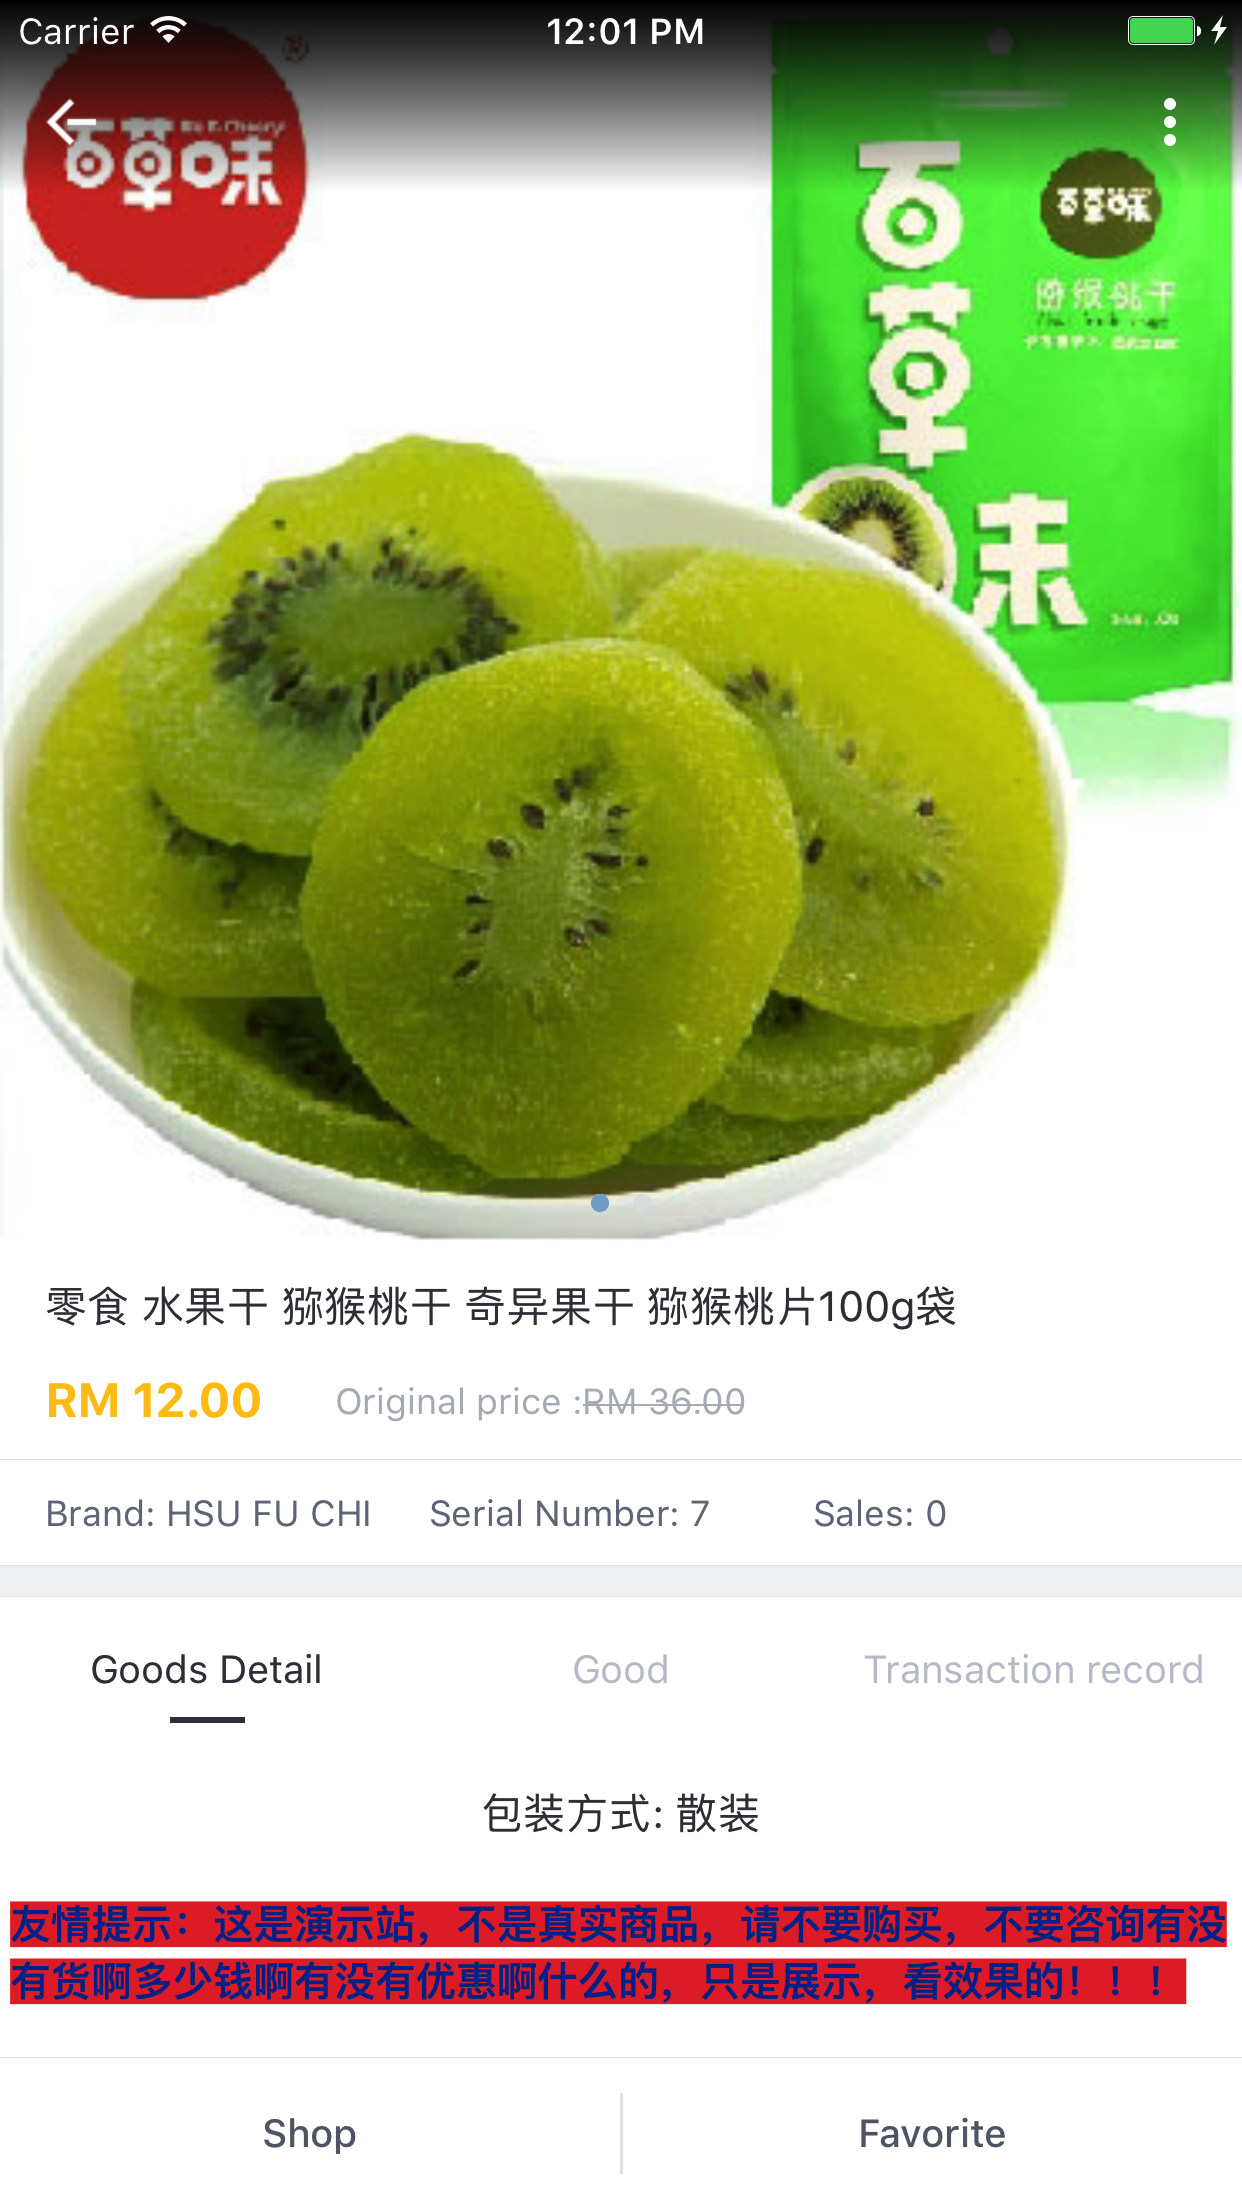 Carrier
12:01 PM
百草味
百草味
百草味
零食 水果干 猕猴桃干 奇异果干 猕猴桃片100g袋
RM 12.00
Original price :RM 36.00
Brand: HSU FU CHI
Serial Number: 7
Sales: 0
Goods Detail
Good
Transaction record
包装方式: 散装
友情提示：这是演示站，不是真实商品，请不要购买，不要咨询有没
有货啊多少钱啊有没有优惠啊什么的，只是展示，看效果的！！！
Shop
Favorite